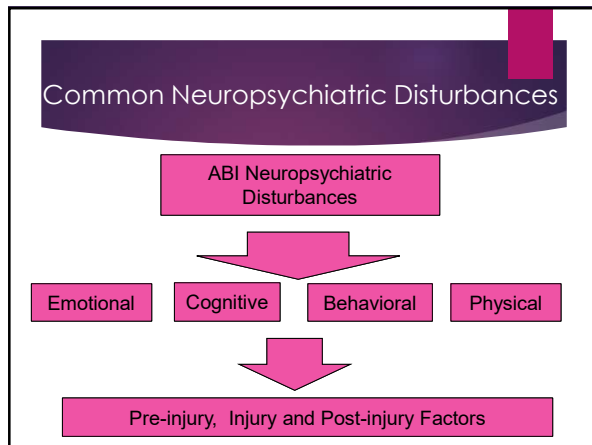 Common Neuropsychiatric Disturbances
ABI Neuropsychiatric
Disturbances
Emotional
Cognitive
Behavioral
Physical
Pre-injury, Injury and Post-injury Factors